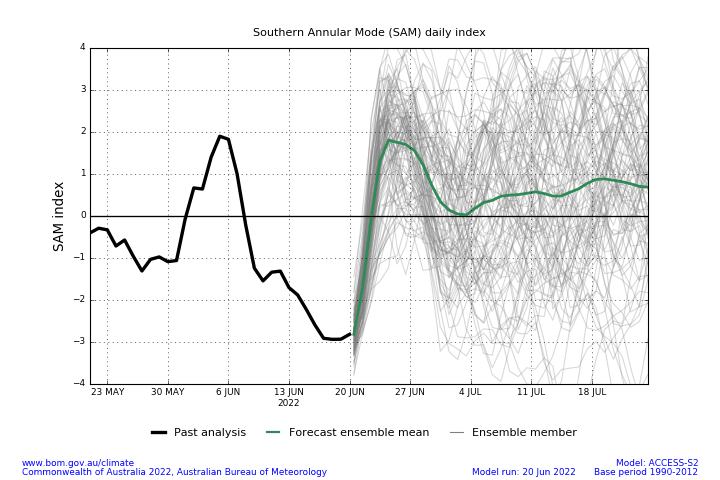 Southern Annular Mode (SAM) daily index
SAM index
4
3
2
1
0
−1
−2
−3
−4
23 MAY 30 MAY 6 JUN 13 JUN 20 JUN 27 JUN 4 JUL 11 JUL 18 JUL
2022
Past analysis Forecast ensemble mean Ensemble member
www.bom.gov.au/climate Model: ACCESS-S2
Commonwealth of Australia 2022, Australian Bureau of Meteorology Model run: 20 Jun 2022 Base period 1990-2012